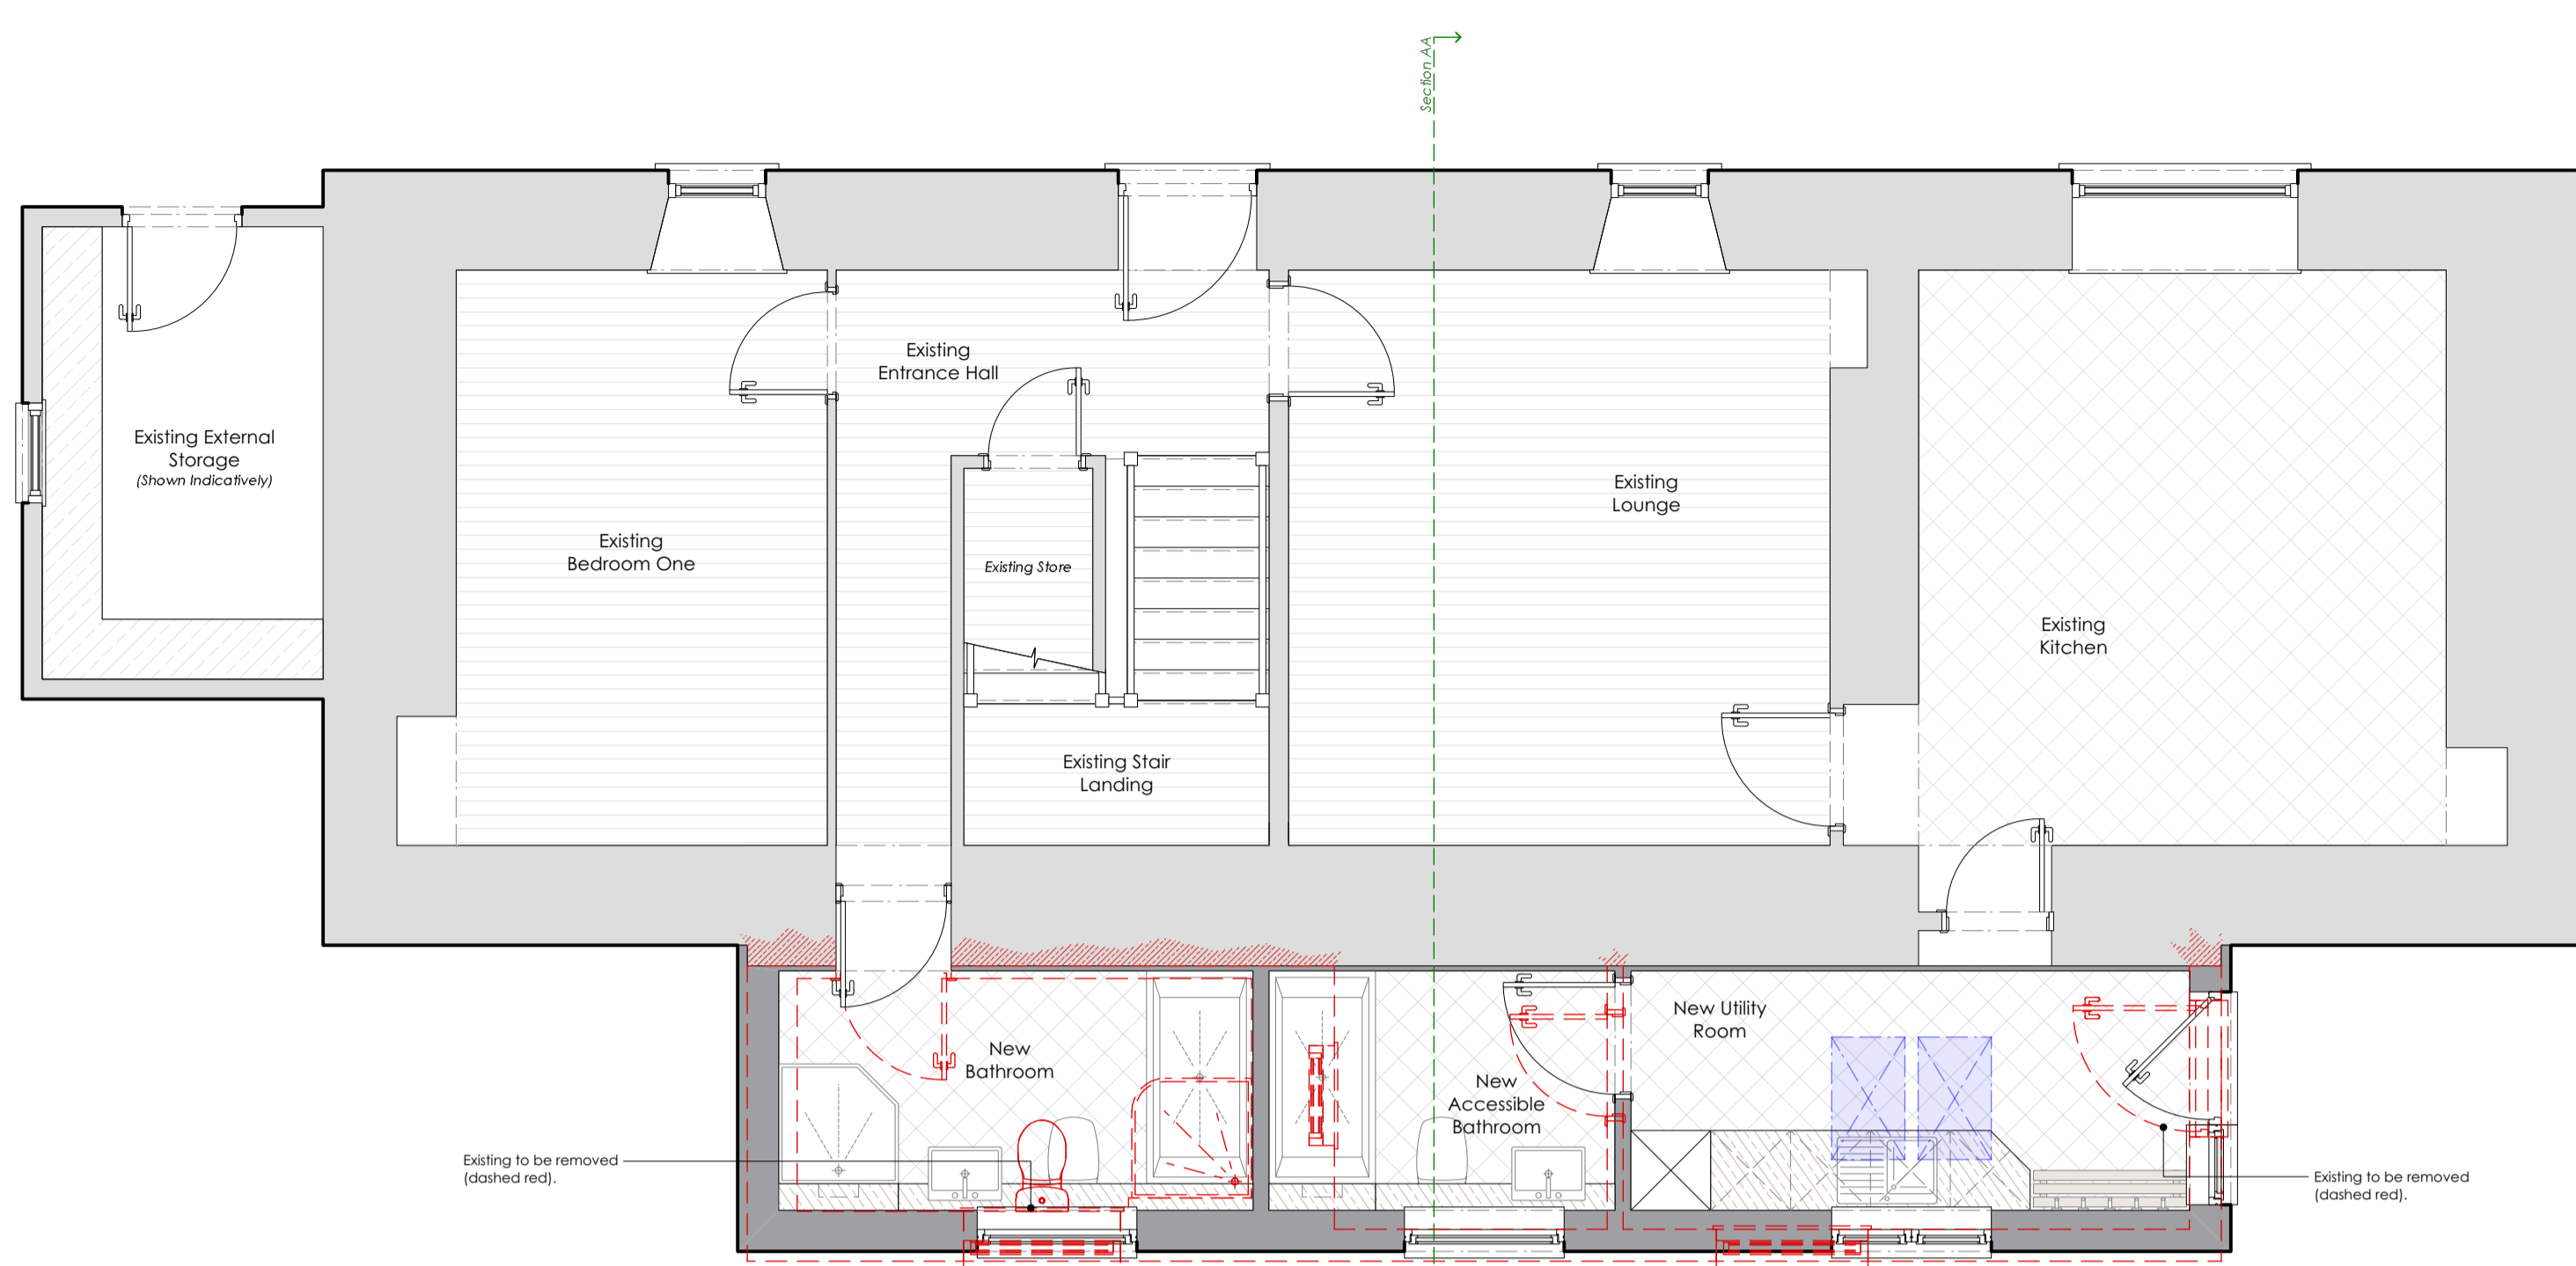 Section AA
Existing
Entrance Hall
Existing External
Storage
(Shown Indicatively)
Existing
Lounge
Existing
Bedroom One
Existing Store
Existing
Kitchen
Existing Stair
Landing
New Utility
Room
New
Bathroom
New
Accessible
Bathroom
Existing to be removed
(dashed red).
Existing to be removed
(dashed red).